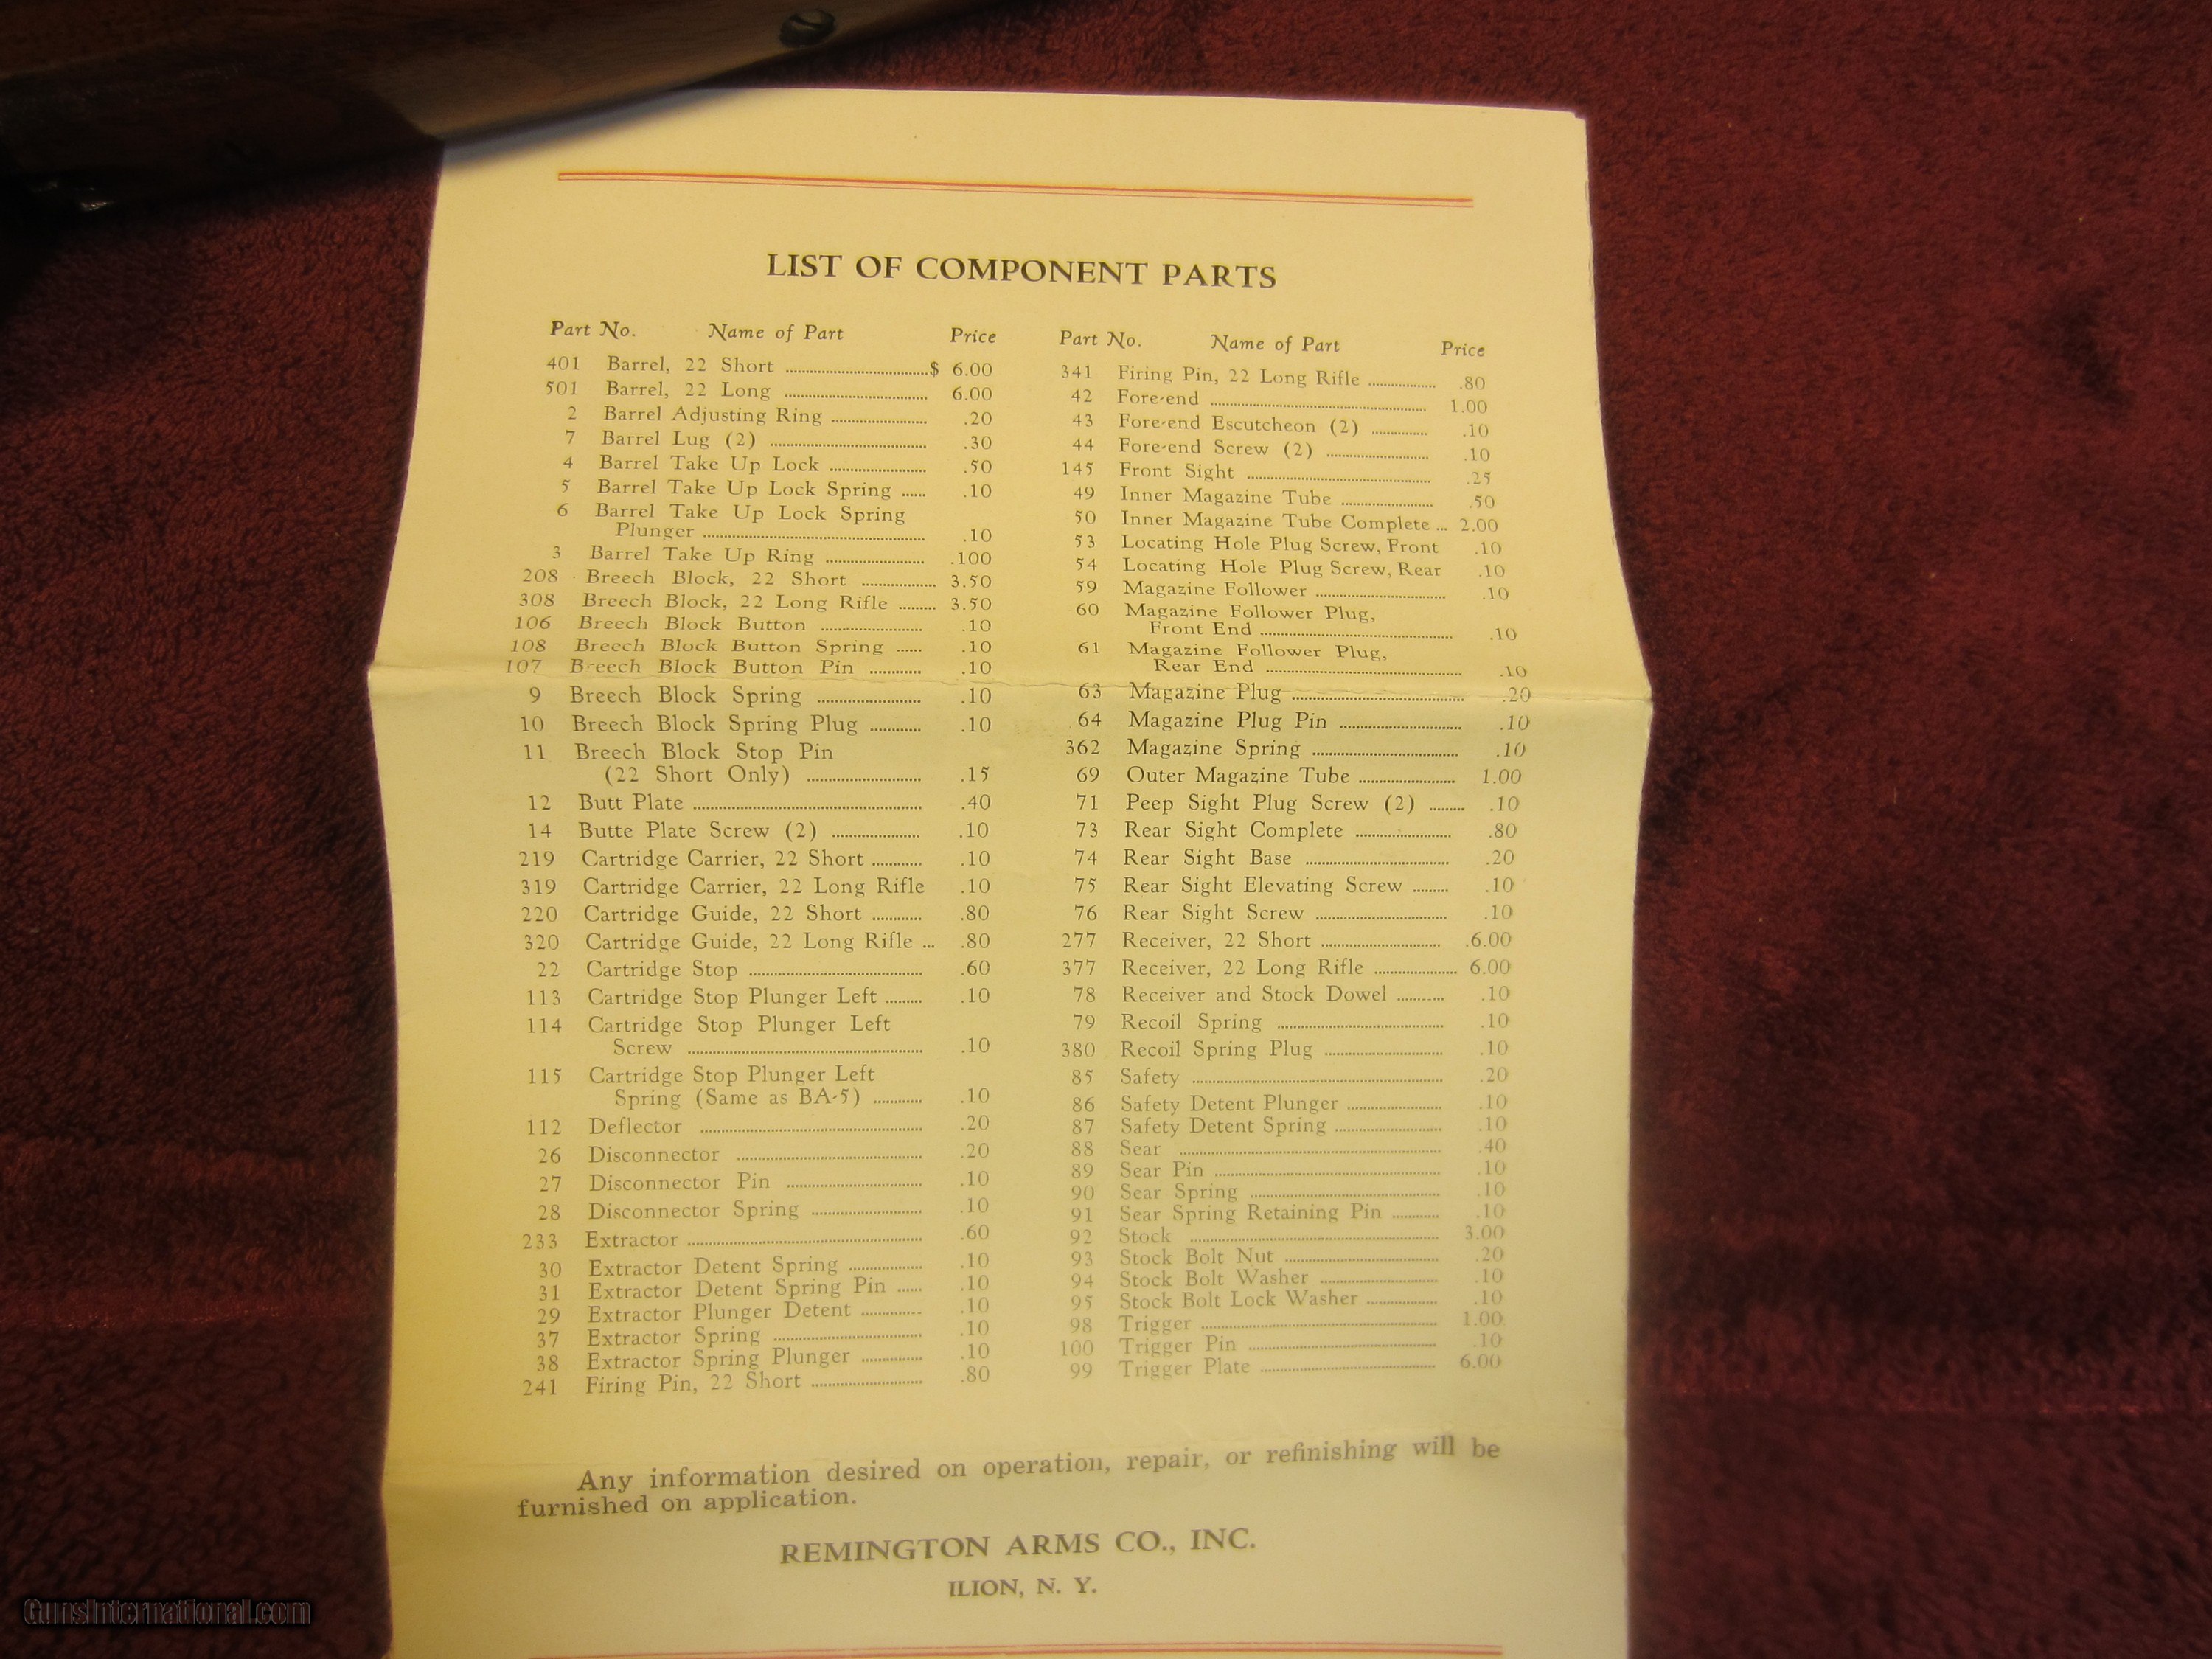 LIST OF COMPONENT PARTS
Part No. Name of Part Price
401 Barrel, 22 Short ........ $ 6.00
501 Barrel, 22 Long ........ 6.00
2 Barrel Adjusting Ring ........ .20
7 Barrel Lug (2) ........ .30
4 Barrel Take Up Lock ........ .50
5 Barrel Take Up Lock Spring ...... .10
6 Barrel Take Up Lock Spring
Plunger ........ .10
3 Barrel Take Up Ring ........ .100
208 Breech Block, 22 Short ........ 3.50
308 Breech Block, 22 Long Rifle ........ 3.50
106 Breech Block Button ........ .10
108 Breech Block Button Spring ...... .10
107 Breech Block Button Pin ........ .10
9 Breech Block Spring ........ .10
10 Breech Block Spring Plug ........ .10
11 Breech Block Stop Pin
(22 Short Only) ........ .15
12 Butt Plate ........ .40
14 Butte Plate Screw (2) ........ .10
219 Cartridge Carrier, 22 Short ........ .10
319 Cartridge Carrier, 22 Long Rifle .10
220 Cartridge Guide, 22 Short ........ .80
320 Cartridge Guide, 22 Long Rifle ... .80
22 Cartridge Stop ........ .60
113 Cartridge Stop Plunger Left ........ .10
114 Cartridge Stop Plunger Left
Screw ........ .10
115 Cartridge Stop Plunger Left
Spring (Same as BA-5) ........ .10
112 Deflector ........ .20
26 Disconnector ........ .20
27 Disconnector Pin ........ .10
28 Disconnector Spring ........ .10
233 Extractor ........ .60
30 Extractor Detent Spring ........ .10
31 Extractor Detent Spring Pin ...... .10
29 Extractor Plunger Detent ........ .10
37 Extractor Spring ........ .10
38 Extractor Spring Plunger ........ .10
241 Firing Pin, 22 Short ........ .80
Part No. Name of Part Price
341 Firing Pin, 22 Long Rifle ........ .80
42 Fore-end ........ 1.00
43 Fore-end Escutcheon (2) ........ .10
44 Fore-end Screw (2) ........ .10
145 Front Sight ........ .25
49 Inner Magazine Tube ........ .50
50 Inner Magazine Tube Complete ... 2.00
53 Locating Hole Plug Screw, Front .10
54 Locating Hole Plug Screw, Rear .10
59 Magazine Follower ........ .10
60 Magazine Follower Plug,
Front End ........ .10
61 Magazine Follower Plug,
Rear End ........ .10
63 Magazine Plug ........ .20
64 Magazine Plug Pin ........ .10
362 Magazine Spring ........ .10
69 Outer Magazine Tube ........ 1.00
71 Peep Sight Plug Screw (2) ........ .10
73 Rear Sight Complete ........ .80
74 Rear Sight Base ........ .20
75 Rear Sight Elevating Screw ........ .10
76 Rear Sight Screw ........ .10
277 Receiver, 22 Short ........ .6.00
377 Receiver, 22 Long Rifle ........ 6.00
78 Receiver and Stock Dowel ........ .10
79 Recoil Spring ........ .10
380 Recoil Spring Plug ........ .10
85 Safety ........ .20
86 Safety Detent Plunger ........ .10
87 Safety Detent Spring ........ .10
88 Sear ........ .40
89 Sear Pin ........ .10
90 Sear Spring ........ .10
91 Sear Spring Retaining Pin ........ .10
92 Stock ........ 3.00
93 Stock Bolt Nut ........ .20
94 Stock Bolt Washer ........ .10
95 Stock Bolt Lock Washer ........ .10
98 Trigger ........ 1.00
100 Trigger Pin ........ .10
99 Trigger Plate ........ 6.00
Any information desired on operation, repair, or refinishing will be
furnished on application.
REMINGTON ARMS CO., INC.
ILION, N. Y.
GunsInternational.com